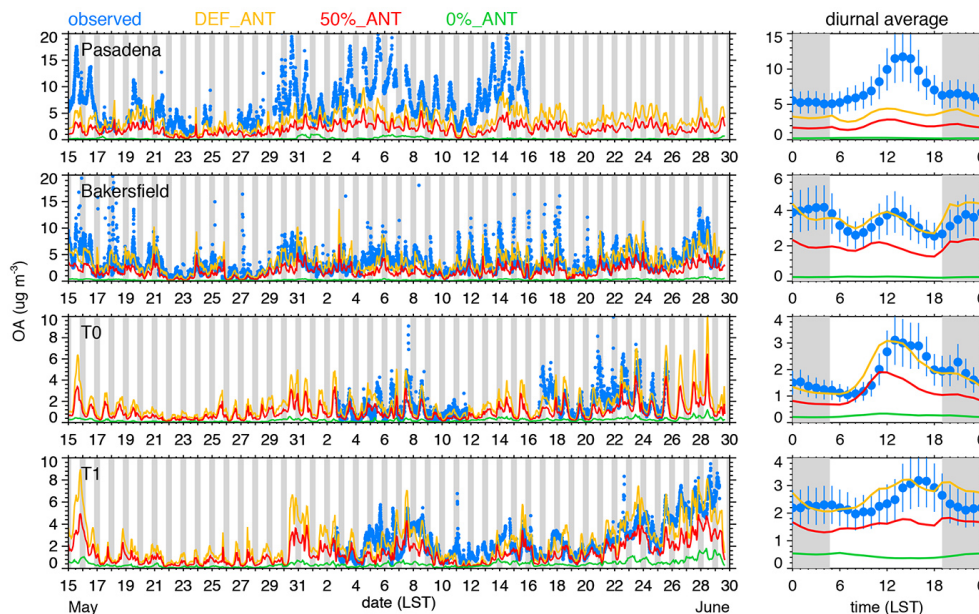 observed DEF_ANT 50%_ANT 0%_ANT diurnal average
20 15 10 5 0 Pasadena
15 17 19 21 23 25 27 29 31 2 4 6 8 10 12 14 16 18 20 22 24 26 28 30
15 10 5 0
0 6 12 18
20 15 10 5 0 Bakersfield
15 17 19 21 23 25 27 29 31 2 4 6 8 10 12 14 16 18 20 22 24 26 28 30
6 4 2 0
0 6 12 18
OA (ug m⁻³)
10 8 6 4 2 0 T0
15 17 19 21 23 25 27 29 31 2 4 6 8 10 12 14 16 18 20 22 24 26 28 30
4 3 2 1 0
0 6 12 18
10 8 6 4 2 0 T1
15 17 19 21 23 25 27 29 31 2 4 6 8 10 12 14 16 18 20 22 24 26 28 30
4 3 2 1 0
0 6 12 18
May date (LST) June time (LST)